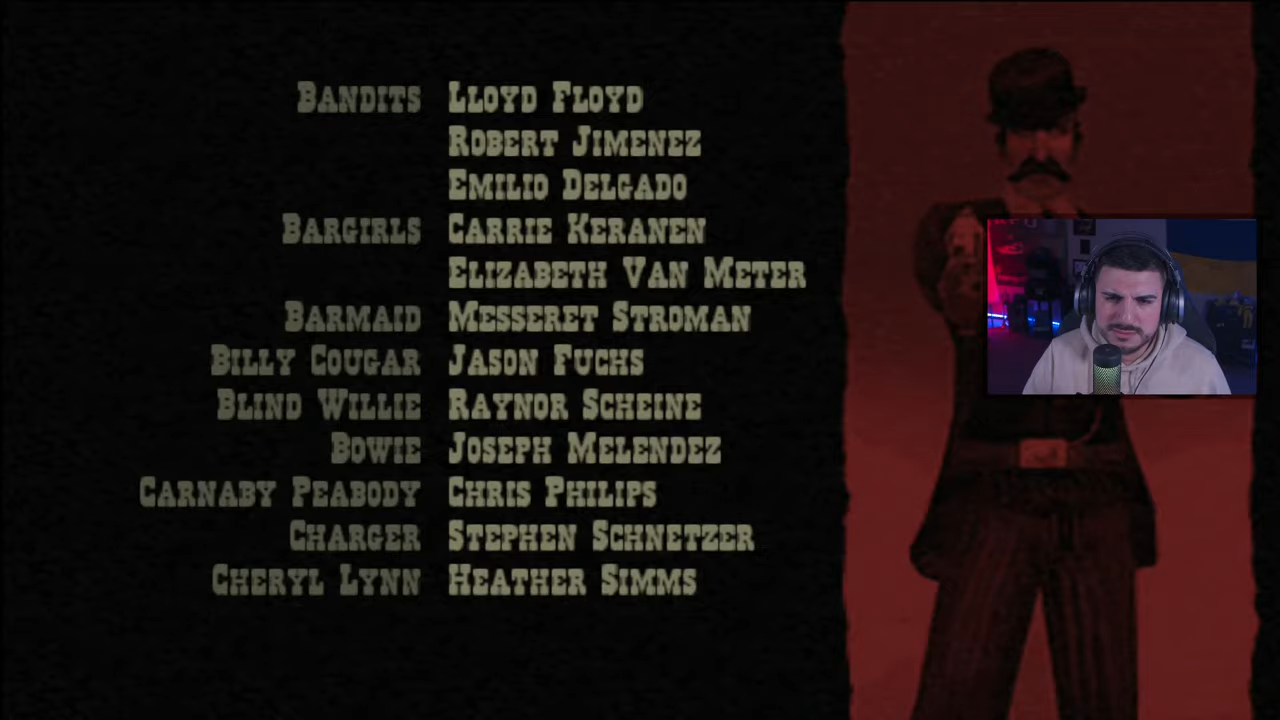 Bandits Lloyd Floyd
Robert Jimenez
Emilio Delgado
Bargirls Carrie Keranen
Elizabeth Van Meter
Barmaid Messeret Stroman
Billy Cougar Jason Fuchs
Blind Willie Raynor Scheine
Bowie Joseph Melendez
Carnaby Peabody Chris Philips
Charger Stephen Schnetzer
Cheryl Lynn Heather Simms